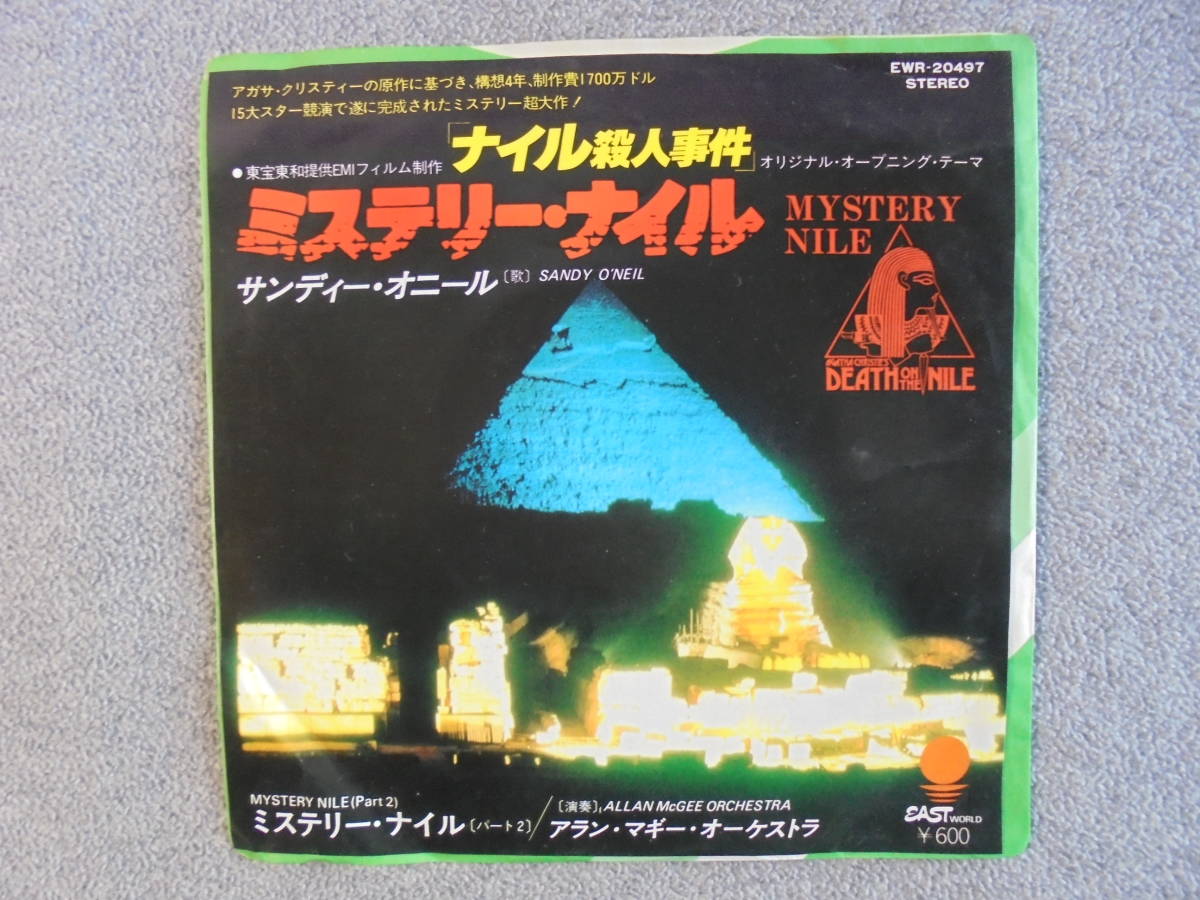 アガサ・クリスティーの原作に基づき、構想4年、制作費1700万ドル
15大スター競演で遂に完成されたミステリー超大作!
EWR-20497
STEREO
●東宝東和提供EMIフィルム制作「ナイル殺人事件」オリジナル・オープニング・テーマ
ミステリー・ナイル
MYSTERY
NILE
サンディー・オニール〔歌〕SANDY O'NEIL
AGATHA CHRISTIE'S
DEATH ON THE NILE
MYSTERY NILE (Part 2)
ミステリー・ナイル〔パート2〕/
〔演奏〕ALLAN McGEE ORCHESTRA
アラン・マギー・オーケストラ
EAST WORLD
¥600